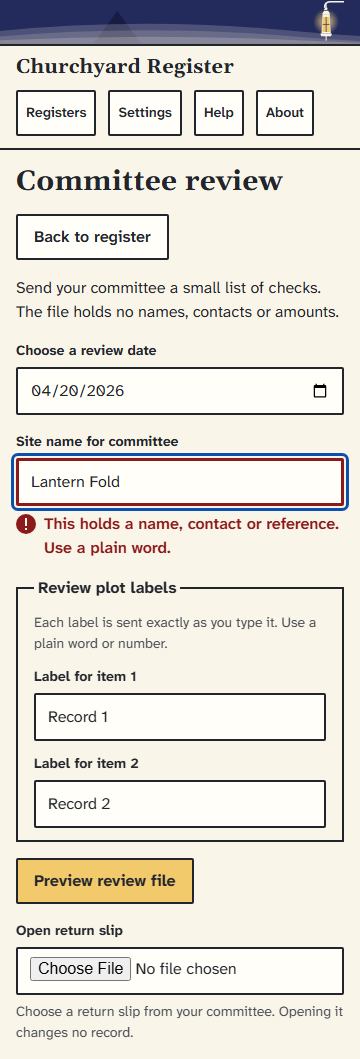 Churchyard Register
Registers
Settings
Help
About
Committee review
Back to register
Send your committee a small list of checks.
The file holds no names, contacts or amounts.
Choose a review date
04/20/2026
Site name for committee
Lantern Fold
This holds a name, contact or reference.
Use a plain word.
Review plot labels
Each label is sent exactly as you type it. Use a
plain word or number.
Label for item 1
Record 1
Label for item 2
Record 2
Preview review file
Open return slip
Choose File No file chosen
Choose a return slip from your committee. Opening it
changes no record.